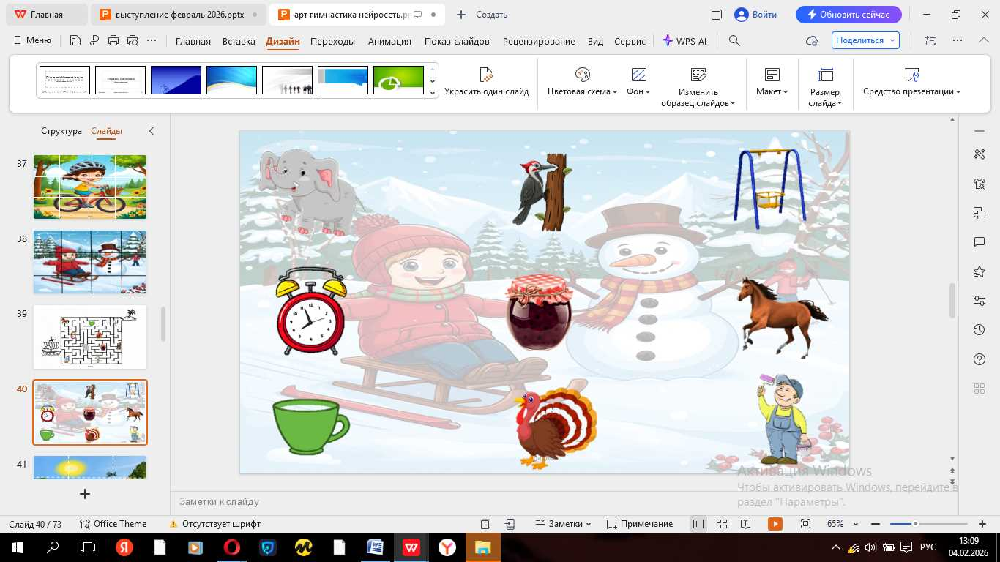 Главная
выступление февраль 2026.pptx
арт гимнастика нейросеть.pp
Создать
Войти
Обновить сейчас
Меню
Главная
Вставка
Дизайн
Переходы
Анимация
Показ слайдов
Рецензирование
Вид
Сервис
WPS AI
Поделиться
Украсить один слайд
Цветовая схема
Фон
Изменить
образец слайдов
Макет
Размер
слайда
Средство презентации
Структура
Слайды
37
38
39
40
41
Активация Windows
Чтобы активировать Windows, перейдите в
раздел "Параметры".
Заметки к слайду
Слайд 40 / 73
Office Theme
Отсутствует шрифт
Заметки
Примечание
65%
РУС
13:09
04.02.2026